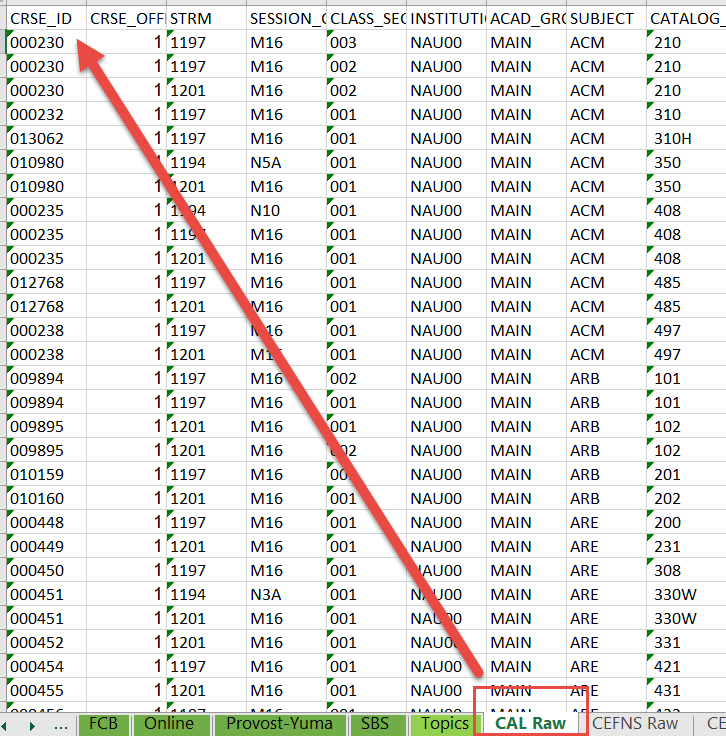 CRSE_ID CRSE_OFF STRM SESSION_ CLASS_SEC INSTITUTI ACAD_GRO SUBJECT CATALOG_
000230 1 1197 M16 003 NAU00 MAIN ACM 210
000230 1 1197 M16 002 NAU00 MAIN ACM 210
000230 1 1201 M16 002 NAU00 MAIN ACM 210
000232 1 1197 M16 001 NAU00 MAIN ACM 310
013062 1 1197 M16 001 NAU00 MAIN ACM 310H
010980 1 1194 N5A 001 NAU00 MAIN ACM 350
010980 1 1201 M16 001 NAU00 MAIN ACM 350
000235 1 1194 N10 001 NAU00 MAIN ACM 408
000235 1 1197 M16 001 NAU00 MAIN ACM 408
000235 1 1201 M16 001 NAU00 MAIN ACM 408
012768 1 1197 M16 001 NAU00 MAIN ACM 485
012768 1 1201 M16 001 NAU00 MAIN ACM 485
000238 1 1197 M16 001 NAU00 MAIN ACM 497
000238 1 1201 M16 001 NAU00 MAIN ACM 497
009894 1 1197 M16 002 NAU00 MAIN ARB 101
009894 1 1197 M16 001 NAU00 MAIN ARB 101
009895 1 1201 M16 001 NAU00 MAIN ARB 102
009895 1 1201 M16 002 NAU00 MAIN ARB 102
010159 1 1197 M16 001 NAU00 MAIN ARB 201
010160 1 1201 M16 001 NAU00 MAIN ARB 202
000448 1 1197 M16 001 NAU00 MAIN ARE 200
000449 1 1201 M16 001 NAU00 MAIN ARE 231
000450 1 1197 M16 001 NAU00 MAIN ARE 308
000451 1 1194 N3A 001 NAU00 MAIN ARE 330W
000451 1 1201 M16 001 NAU00 MAIN ARE 330W
000452 1 1201 M16 001 NAU00 MAIN ARE 331
000454 1 1197 M16 001 NAU00 MAIN ARE 421
000455 1 1201 M16 001 NAU00 MAIN ARE 431
... FCB Online Provost-Yuma SBS Topics CAL Raw CEFNS Raw CE